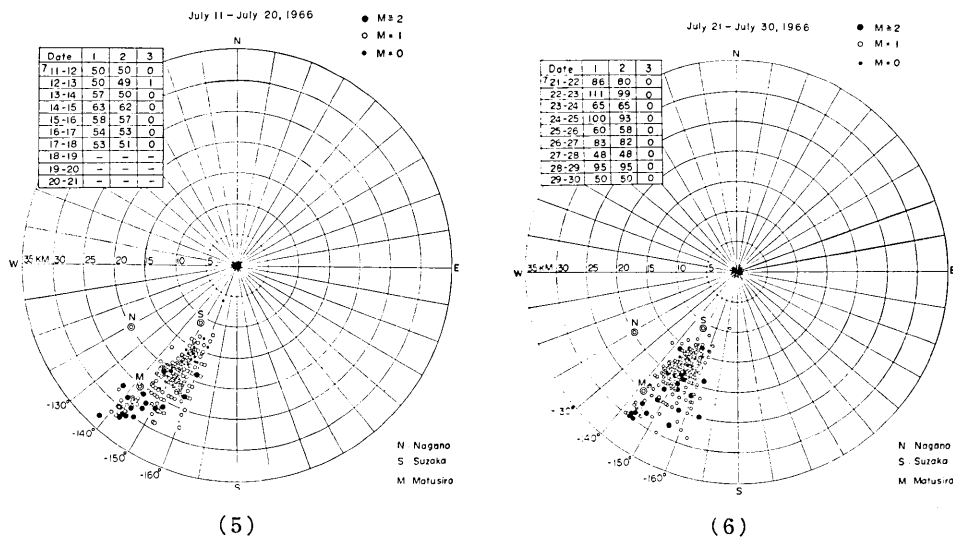 July 11 – July 20, 1966
● M ≥ 2
○ M = 1
• M = 0
Date 1 2 3
7 11-12 50 50 0
12-13 50 49 1
13-14 57 50 0
14-15 63 62 0
15-16 58 57 0
16-17 54 53 0
17-18 53 51 0
18-19 – – –
19-20 – – –
20-21 – – –
N
W 35 KM 30 25 20 15 10 5 E
N
S
M
-130°
-140°
-150°
-160°
S
N Nagano
S Suzaka
M Matusiro
(5)
July 21 – July 30, 1966
● M ≥ 2
○ M = 1
• M = 0
Date 1 2 3
7 21-22 86 80 0
22-23 111 99 0
23-24 65 65 0
24-25 100 93 0
25-26 60 58 0
26-27 83 82 0
27-28 48 48 0
28-29 95 95 0
29-30 50 50 0
N
W 35 KM 30 25 20 15 10 5 E
N
S
M
-30°
-40°
-150°
-160°
S
N Nagano
S Suzaka
M Matusiro
(6)